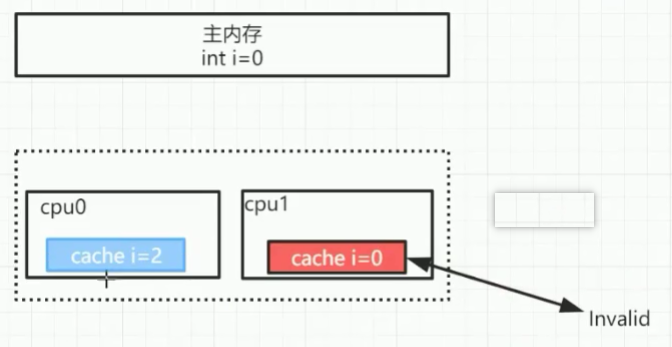 主内存
int i=0
cpu0
cpu1
cache i=2
cache i=0
Invalid